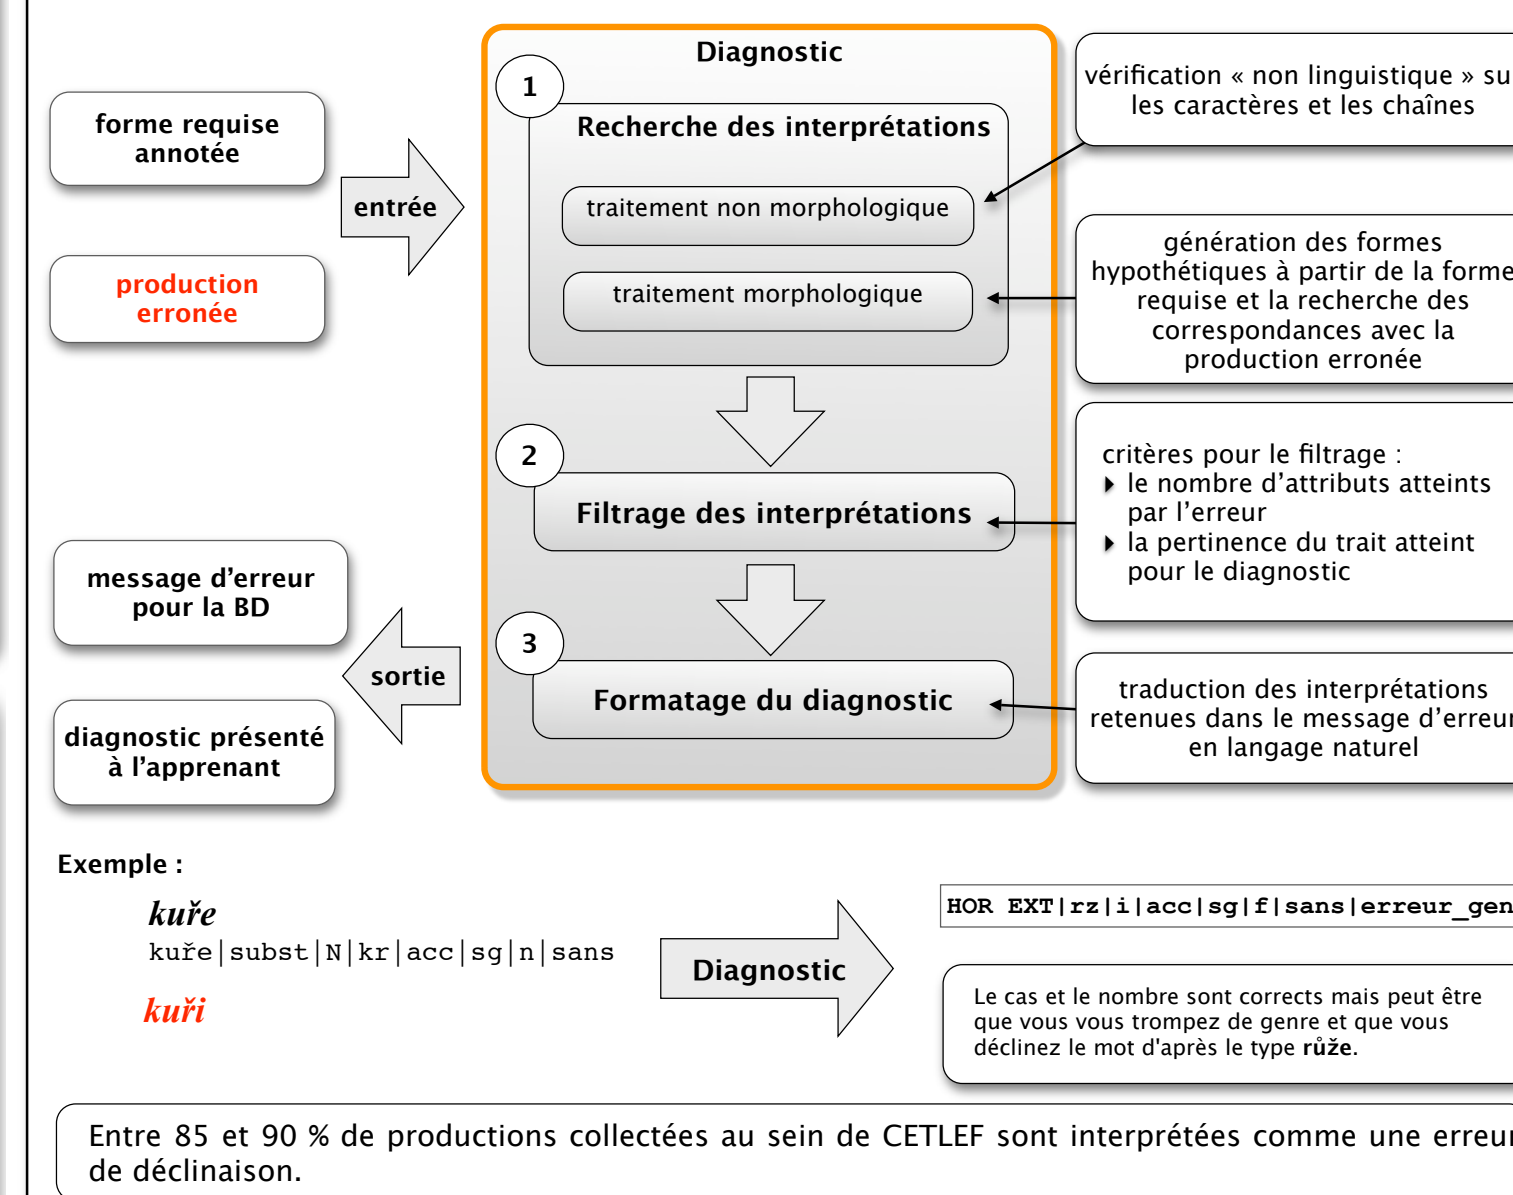 forme requise
annotée
production
erronée
entrée
Diagnostic
1
Recherche des interprétations
traitement non morphologique
traitement morphologique
vérification « non linguistique » su
les caractères et les chaînes
génération des formes
hypothétiques à partir de la forme
requise et la recherche des
correspondances avec la
production erronée
2
Filtrage des interprétations
critères pour le filtrage :
le nombre d'attributs atteints
par l'erreur
la pertinence du trait atteint
pour le diagnostic
3
Formatage du diagnostic
traduction des interprétations
retenues dans le message d'erreur
en langage naturel
message d'erreur
pour la BD
sortie
diagnostic présenté
à l'apprenant
Exemple :
kuře
kuře|subst|N|kr|acc|sg|n|sans
kuři
Diagnostic
HOR EXT|rz|i|acc|sg|f|sans|erreur_gen
Le cas et le nombre sont corrects mais peut être
que vous vous trompez de genre et que vous
déclinez le mot d'après le type růže.
Entre 85 et 90 % de productions collectées au sein de CETLEF sont interprétées comme une erreur
de déclinaison.